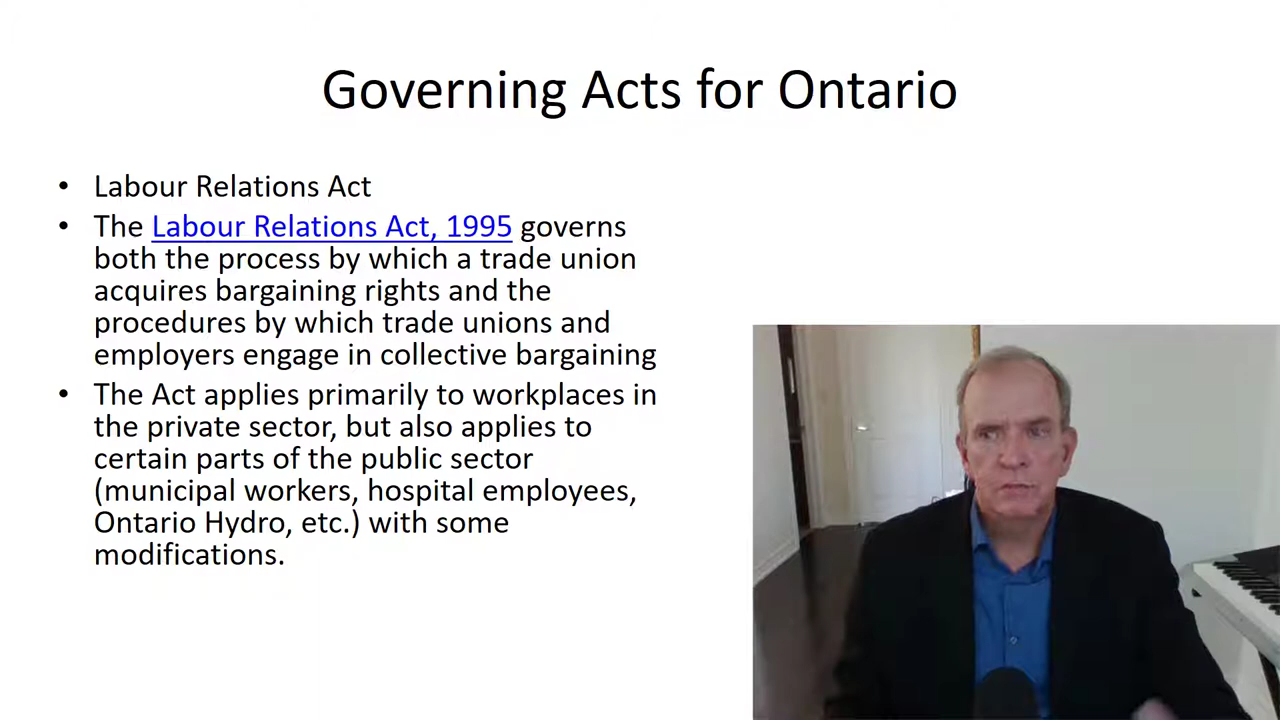 Governing Acts for Ontario
• Labour Relations Act
• The Labour Relations Act, 1995 governs
both the process by which a trade union
acquires bargaining rights and the
procedures by which trade unions and
employers engage in collective bargaining
• The Act applies primarily to workplaces in
the private sector, but also applies to
certain parts of the public sector
(municipal workers, hospital employees,
Ontario Hydro, etc.) with some
modifications.